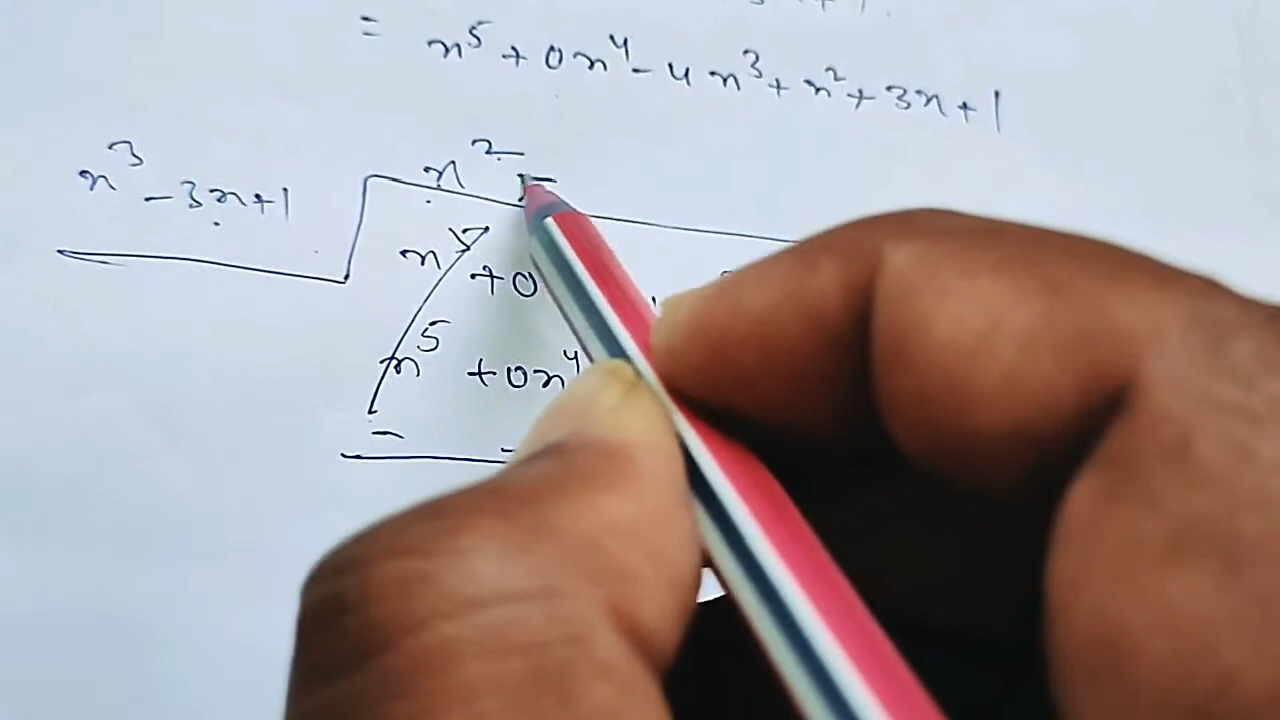 = x⁵ + 0x⁴ - 4x³ + x² + 3x + 1
x² -
x³ - 3x + 1
x⁵ + 0
x⁵ + 0x⁴
- -